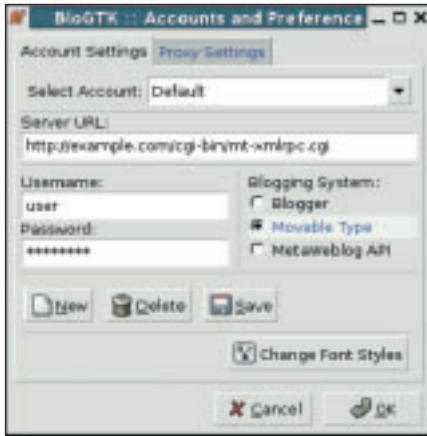 BloGTK :: Accounts and Preference
Account Settings Proxy Settings
Select Account: Default
Server URL:
http://example.com/cgi-bin/mt-xmlrpc.cgi
Username:
user
Password:
********
Blogging System:
Blogger
Movable Type
MetaWeblog API
New Delete Save
Change Font Styles
Cancel OK